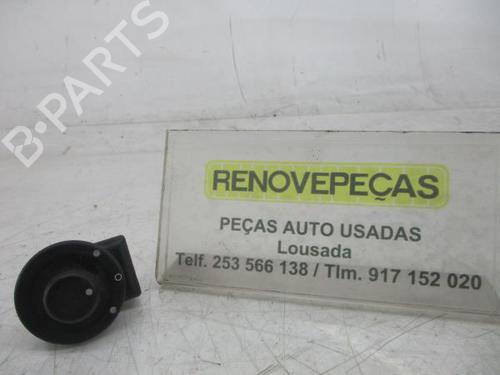 B-PARTS
RENOVEPEÇAS
PEÇAS AUTO USADAS
Lousada
Telf. 253 566 138 / Tlm. 917 152 020